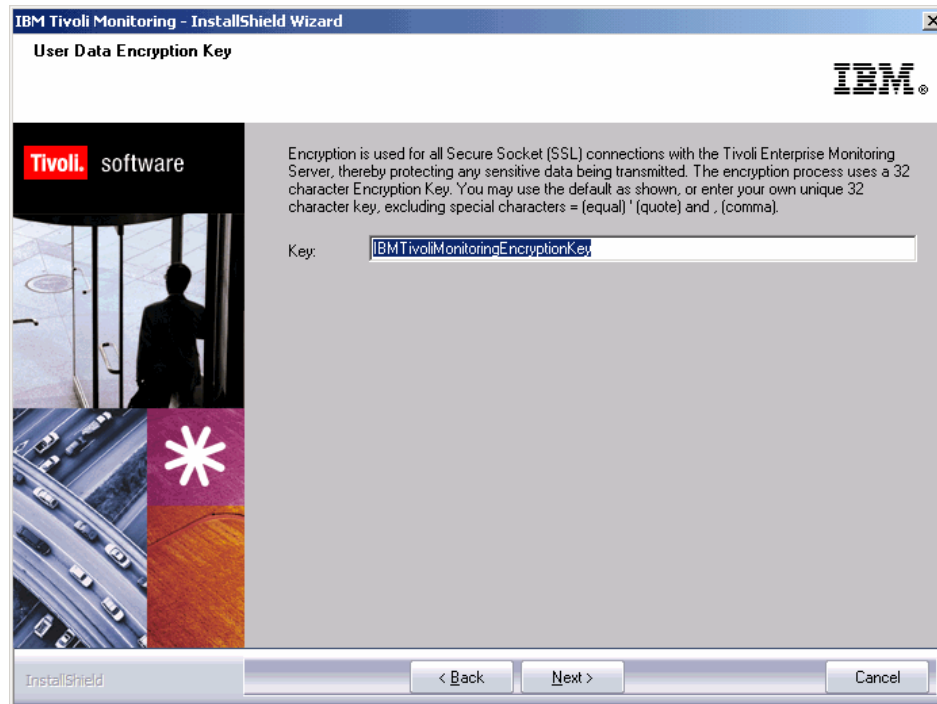 IBM Tivoli Monitoring - InstallShield Wizard
User Data Encryption Key
IBM®
Tivoli. software
Encryption is used for all Secure Socket (SSL) connections with the Tivoli Enterprise Monitoring
Server, thereby protecting any sensitive data being transmitted. The encryption process uses a 32
character Encryption Key. You may use the default as shown, or enter your own unique 32
character key, excluding special characters = (equal) ' (quote) and , (comma).
Key: IBMTivoliMonitoringEncryptionKey
InstallShield
< Back
Next >
Cancel